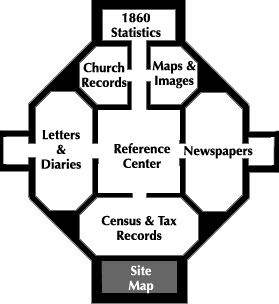 1860
Statistics
Church
Records
Maps &
Images
Letters
&
Diaries
Reference
Center
Newspapers
Census & Tax
Records
Site
Map